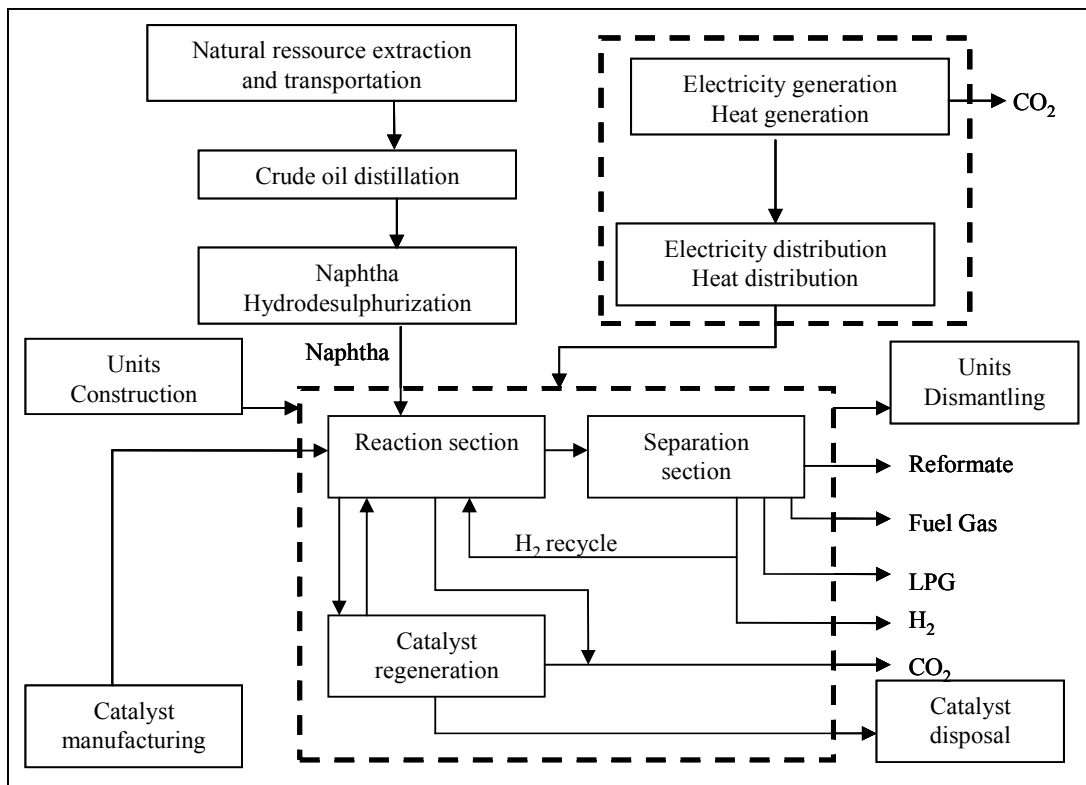 Natural ressource extraction
and transportation
Electricity generation
Heat generation
CO₂
Crude oil distillation
Electricity distribution
Heat distribution
Naphtha
Hydrodesulphurization
Naphtha
Units
Construction
Units
Dismantling
Reaction section
Separation
section
Reformate
Fuel Gas
H₂ recycle
LPG
H₂
Catalyst
regeneration
CO₂
Catalyst
manufacturing
Catalyst
disposal